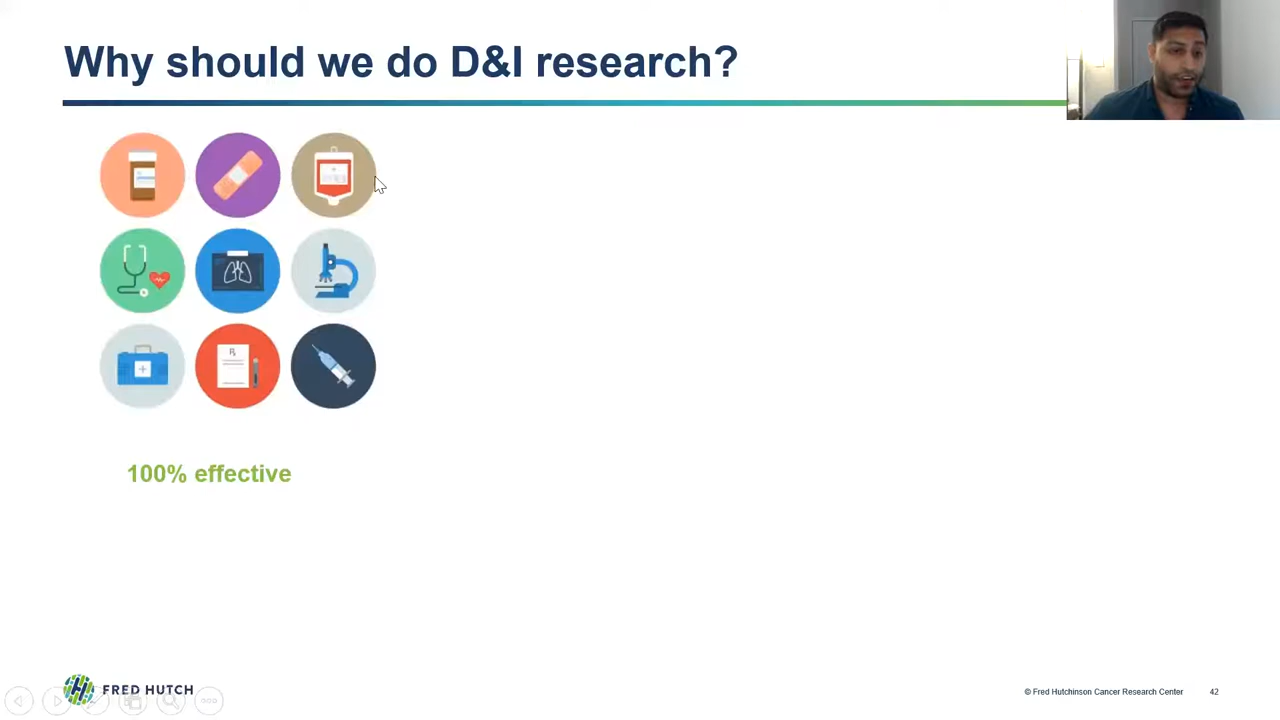 Why should we do D&I research?
100% effective
FRED HUTCH
© Fred Hutchinson Cancer Research Center 42